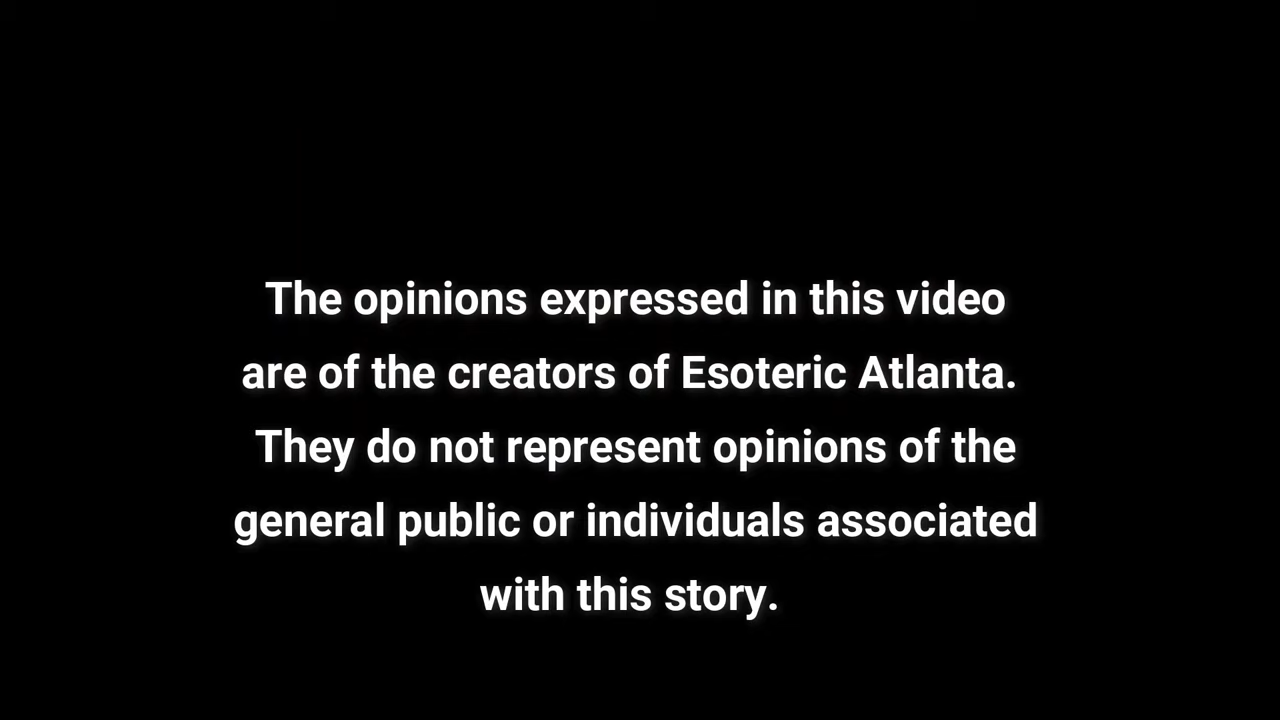 The opinions expressed in this video
are of the creators of Esoteric Atlanta.
They do not represent opinions of the
general public or individuals associated
with this story.